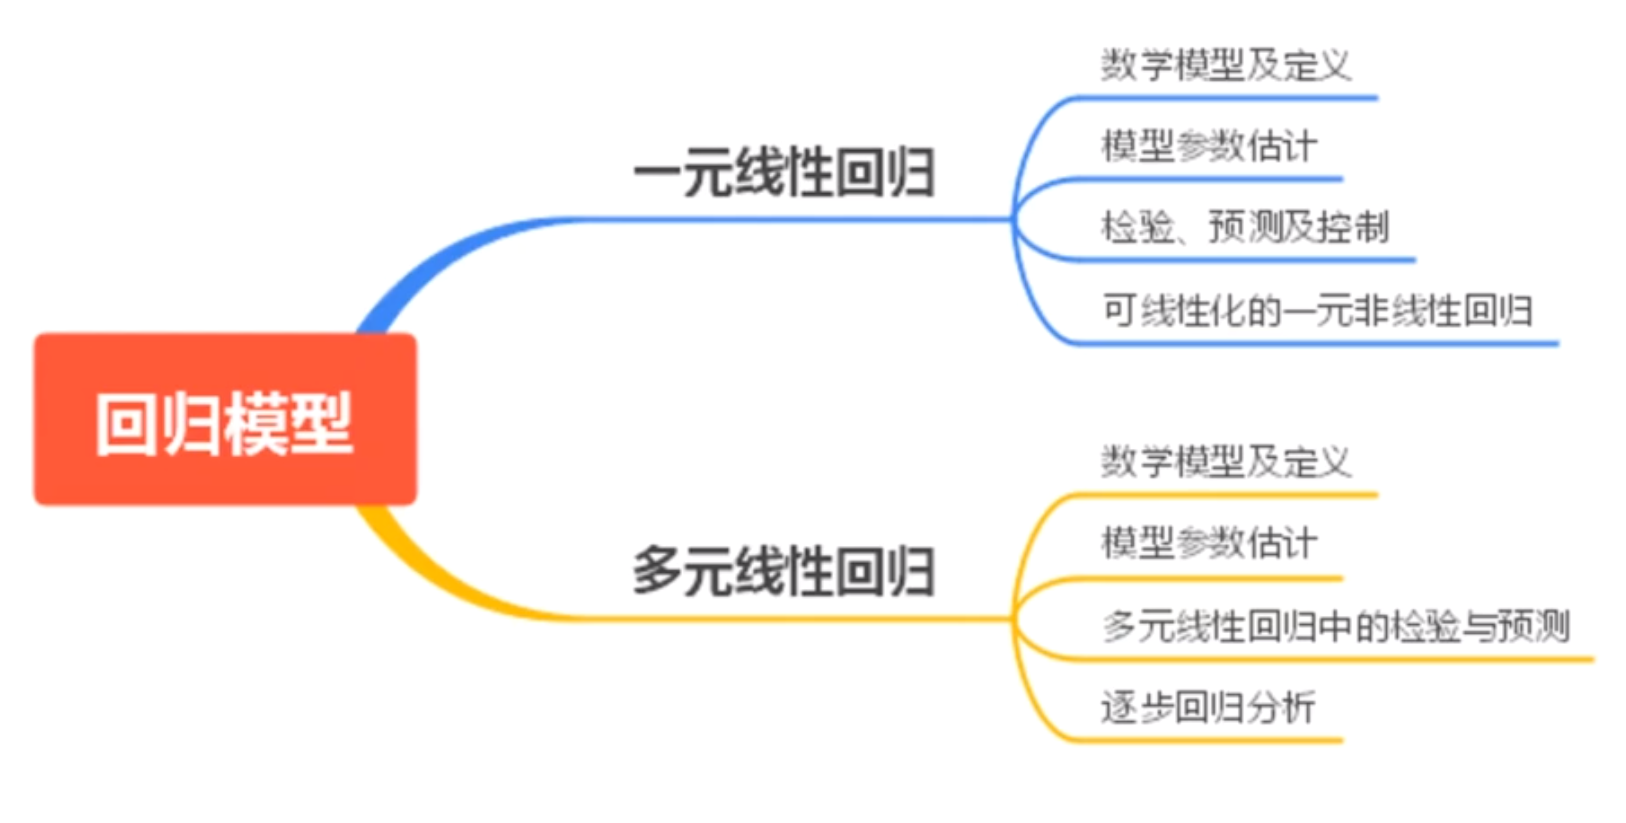 回归模型
一元线性回归
数学模型及定义
模型参数估计
检验、预测及控制
可线性化的一元非线性回归
多元线性回归
数学模型及定义
模型参数估计
多元线性回归中的检验与预测
逐步回归分析